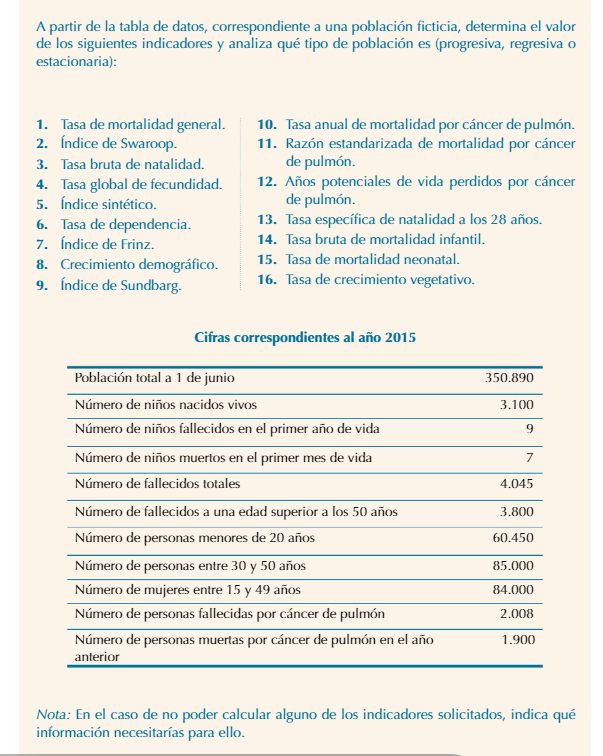 A partir de la tabla de datos, correspondiente a una población ficticia, determina el valor
de los siguientes indicadores y analiza qué tipo de población es (progresiva, regresiva o
estacionaria):
1. Tasa de mortalidad general.
2. Índice de Swaroop.
3. Tasa bruta de natalidad.
4. Tasa global de fecundidad.
5. Índice sintético.
6. Tasa de dependencia.
7. Índice de Frinz.
8. Crecimiento demográfico.
9. Índice de Sundbarg.
10. Tasa anual de mortalidad por cáncer de pulmón.
11. Razón estandarizada de mortalidad por cáncer
de pulmón.
12. Años potenciales de vida perdidos por cáncer
de pulmón.
13. Tasa específica de natalidad a los 28 años.
14. Tasa bruta de mortalidad infantil.
15. Tasa de mortalidad neonatal.
16. Tasa de crecimiento vegetativo.
Cifras correspondientes al año 2015
Población total a 1 de junio 350.890
Número de niños nacidos vivos 3.100
Número de niños fallecidos en el primer año de vida 9
Número de niños muertos en el primer mes de vida 7
Número de fallecidos totales 4.045
Número de fallecidos a una edad superior a los 50 años 3.800
Número de personas menores de 20 años 60.450
Número de personas entre 30 y 50 años 85.000
Número de mujeres entre 15 y 49 años 84.000
Número de personas fallecidas por cáncer de pulmón 2.008
Número de personas muertas por cáncer de pulmón en el año 1.900
anterior
Nota: En el caso de no poder calcular alguno de los indicadores solicitados, indica qué
información necesitarías para ello.